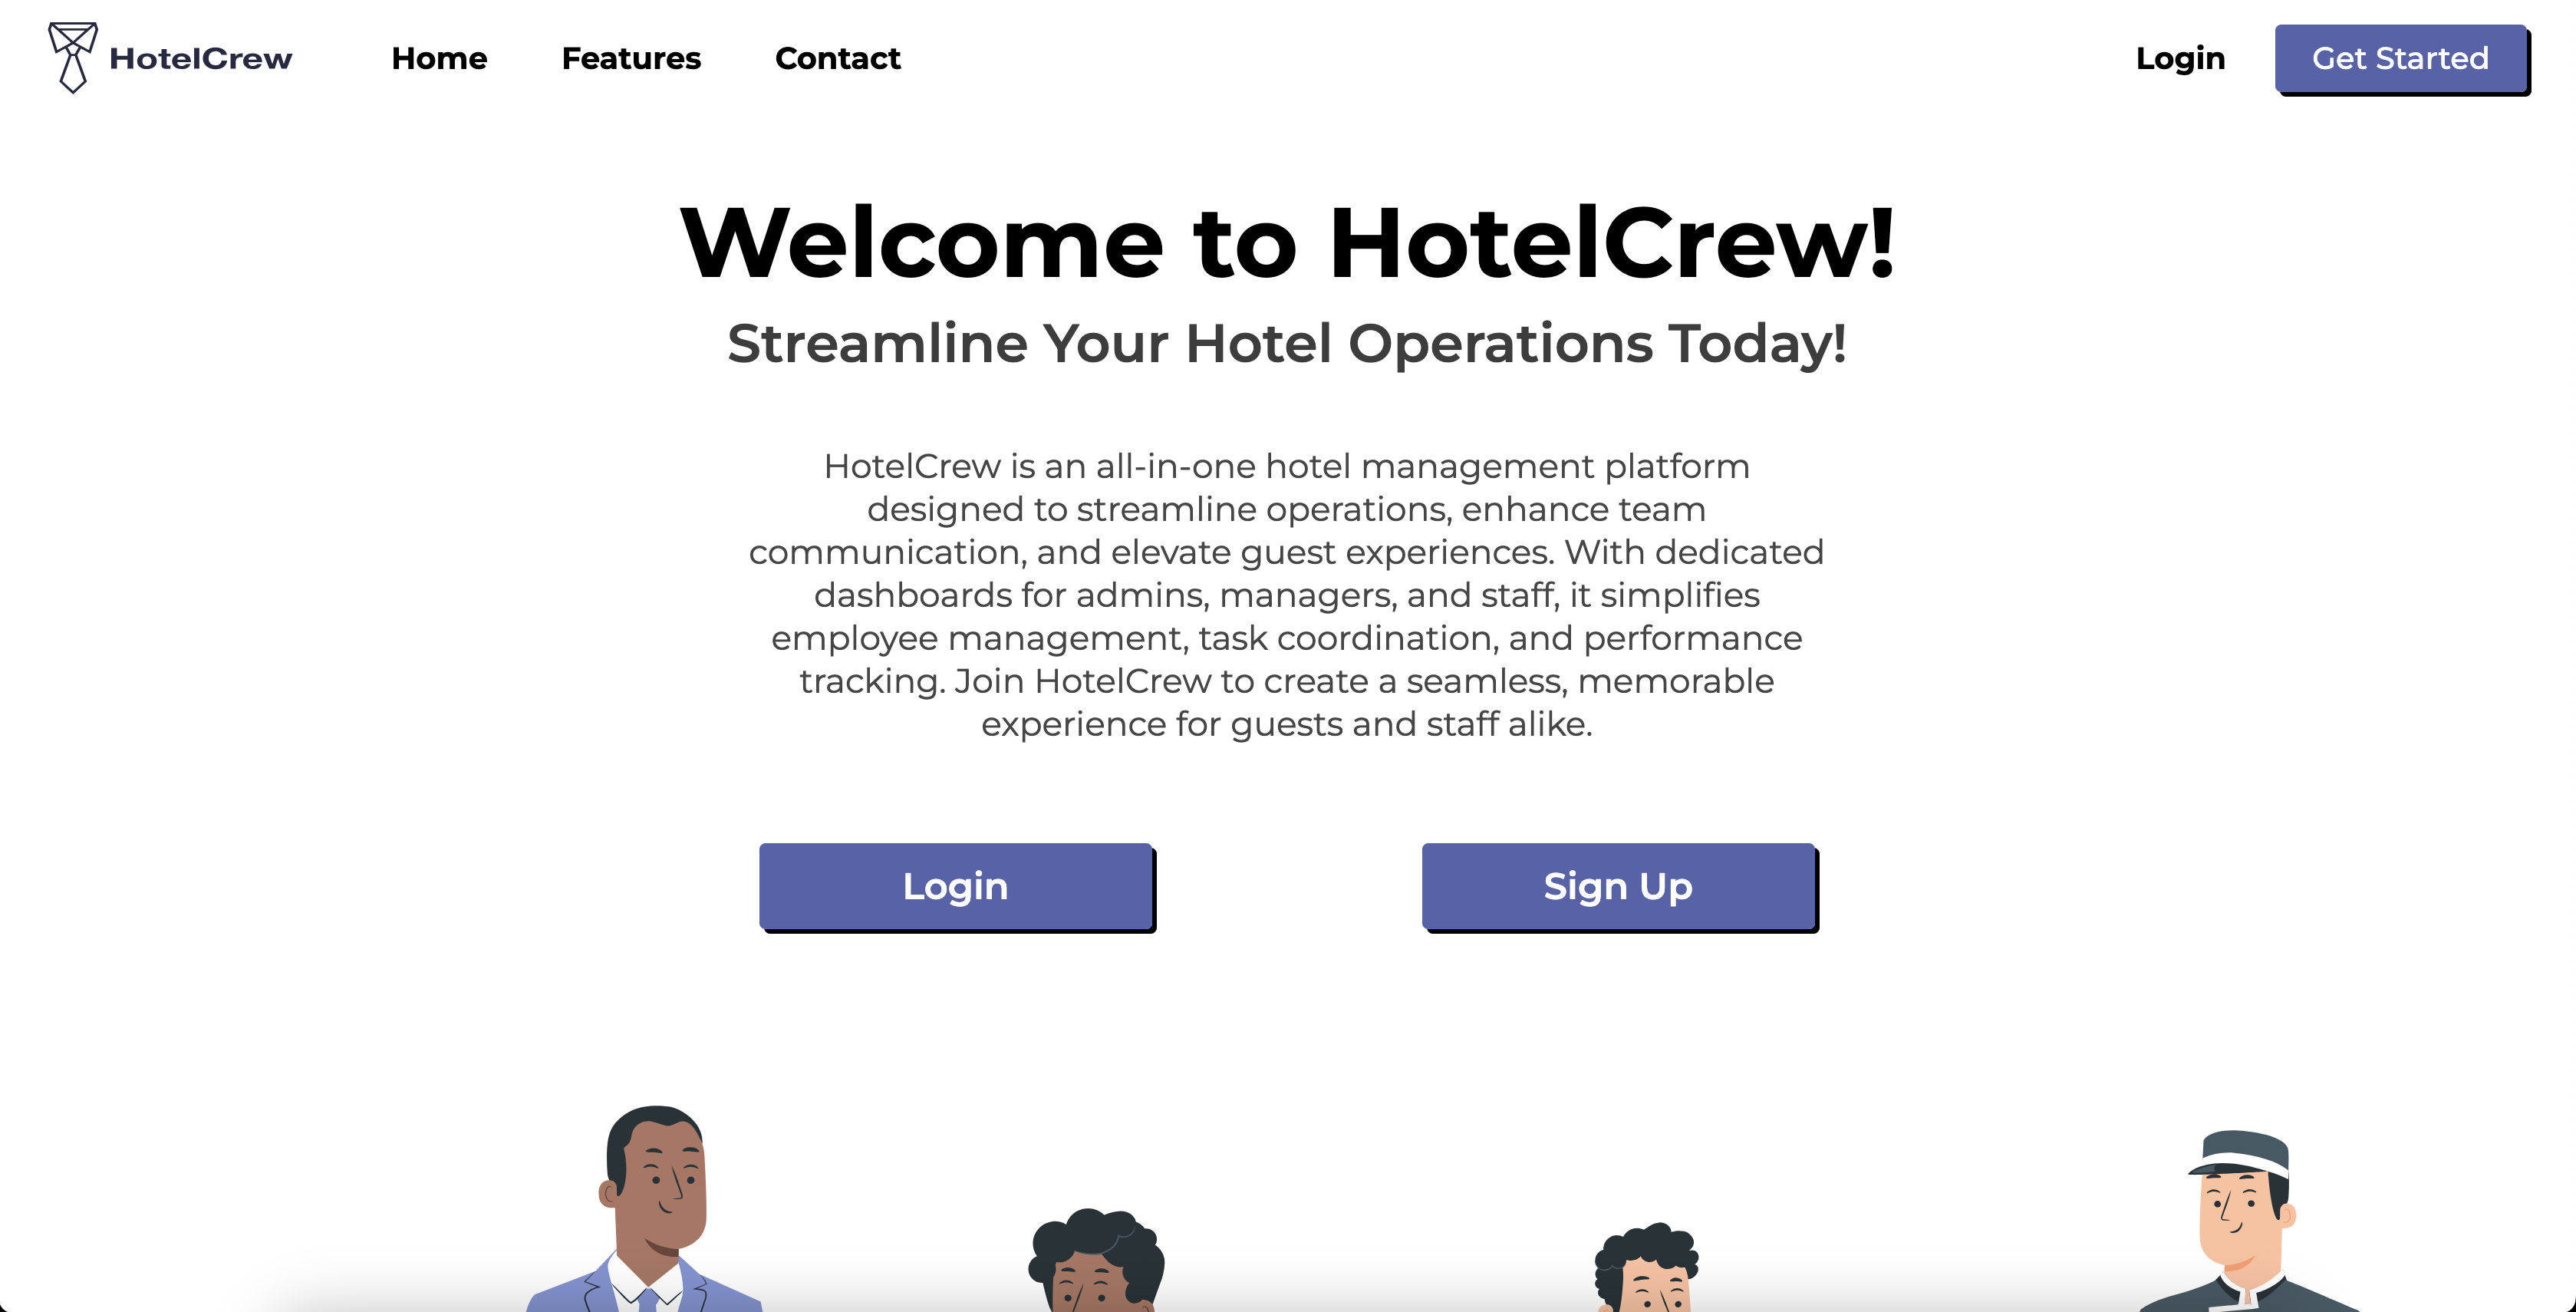 HotelCrew
Home
Features
Contact
Login
Get Started
Welcome to HotelCrew!
Streamline Your Hotel Operations Today!
HotelCrew is an all-in-one hotel management platform
designed to streamline operations, enhance team
communication, and elevate guest experiences. With dedicated
dashboards for admins, managers, and staff, it simplifies
employee management, task coordination, and performance
tracking. Join HotelCrew to create a seamless, memorable
experience for guests and staff alike.
Login
Sign Up